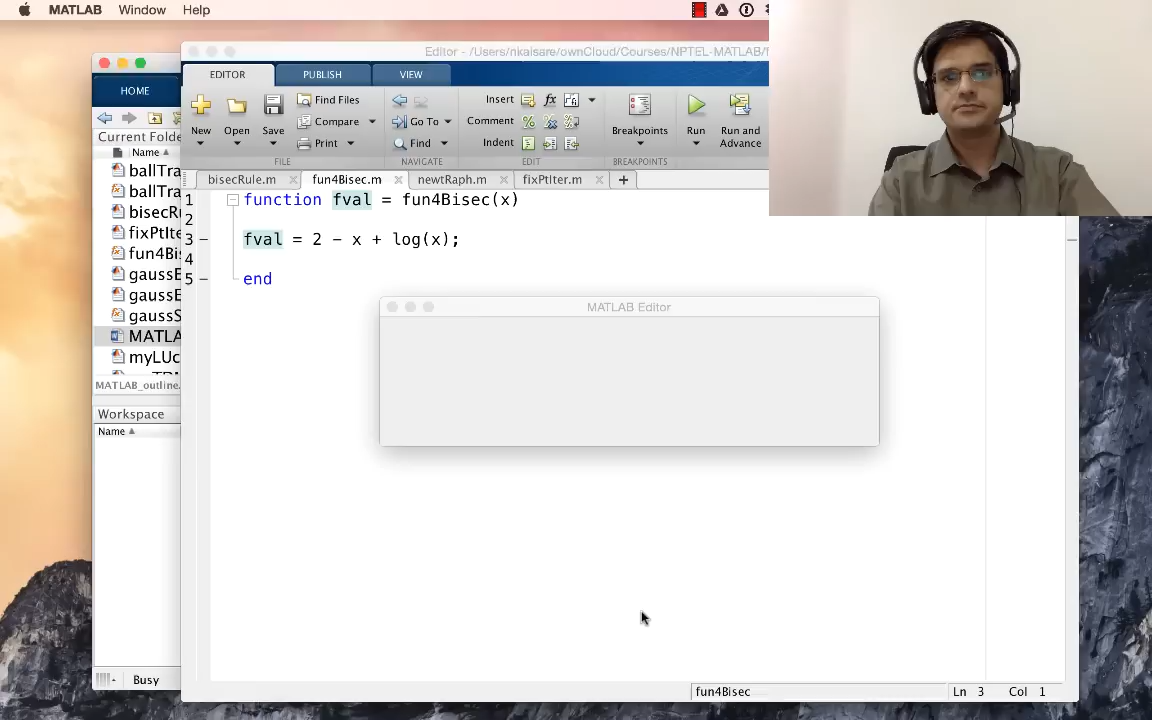 MATLAB Window Help
Editor - /Users/nkaisare/ownCloud/Courses/NPTEL-MATLAB/
EDITOR PUBLISH VIEW
HOME
New Open Save
Find Files
Compare
Print
FILE
Go To
Find
NAVIGATE
Insert
Comment
Indent
EDIT
Breakpoints
BREAKPOINTS
Run
Run and
Advance
Current Folde
Name
ballTra
ballTra
bisecRu
fixPtIte
fun4Bi
gaussE
gaussE
gaussS
MATLA
myLUc
MATLAB_outline.
Workspace
Name
Busy
bisecRule.m fun4Bisec.m newtRaph.m fixPtIter.m
1 function fval = fun4Bisec(x)
2
3 fval = 2 - x + log(x);
4
5 end
MATLAB Editor
fun4Bisec Ln 3 Col 1